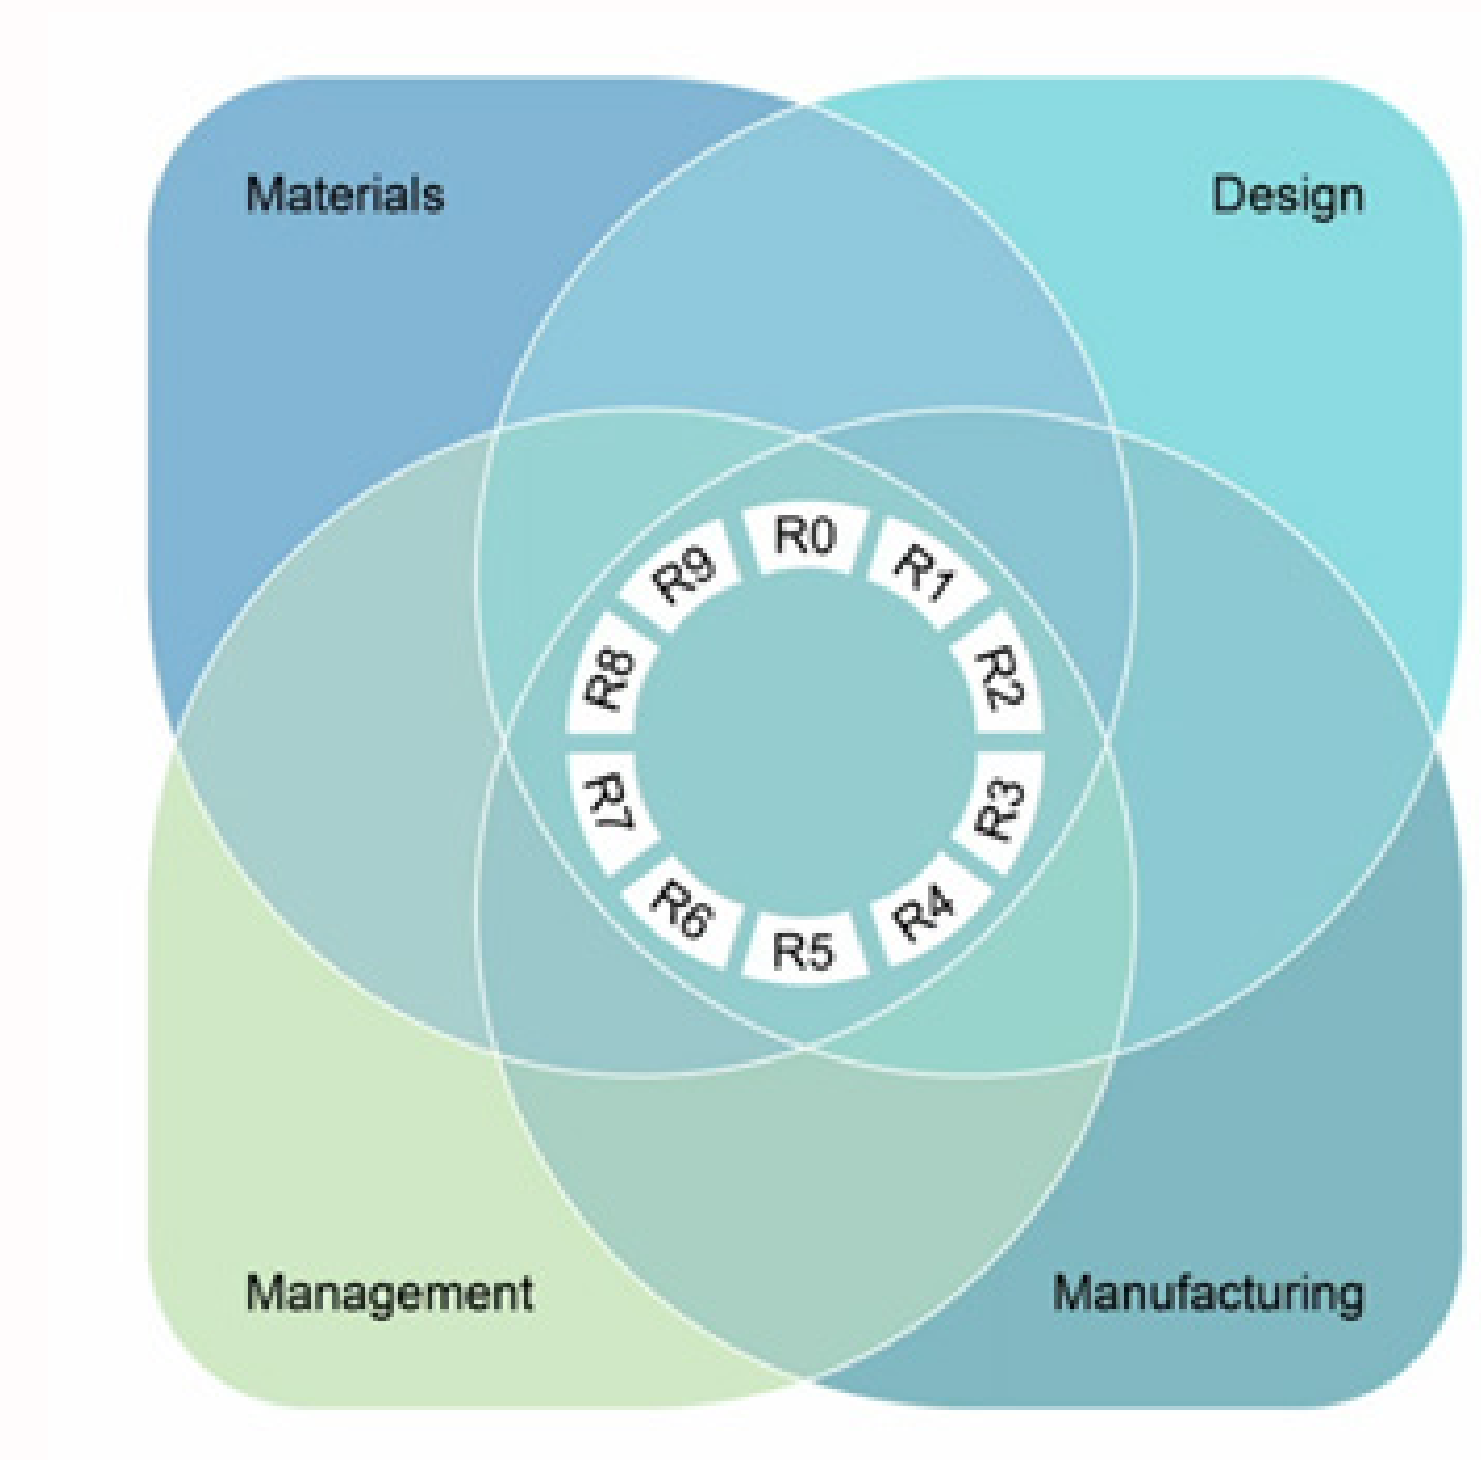 Materials
Design
R0
R1
R2
R3
R4
R5
R6
R7
R8
R9
Management
Manufacturing